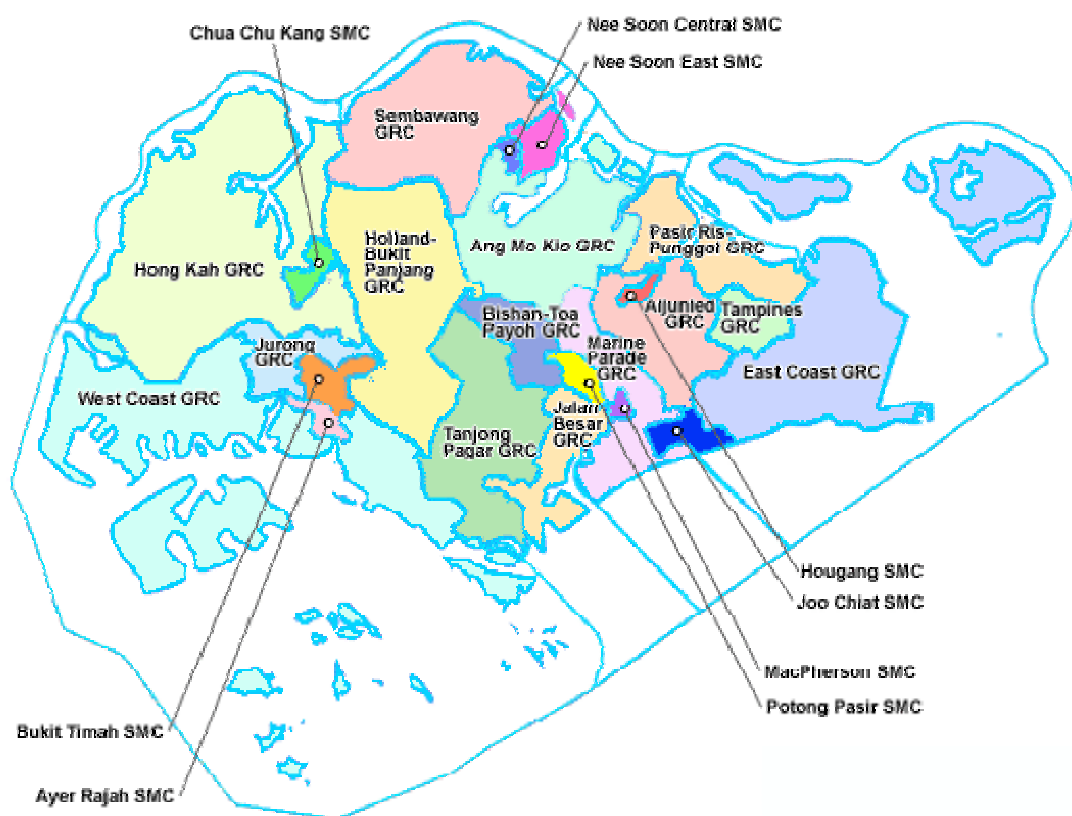 Nee Soon Central SMC
Chua Chu Kang SMC
Nee Soon East SMC
Sembawang
GRC
Holland-
Bukit
Panjang
GRC
Ang Mo Kio GRC
Pasir Ris-
Punggol GRC
Hong Kah GRC
Bishan-Toa
Payoh GRC
Aljunied
GRC
Tampines
GRC
Jurong
GRC
Marine
Parade
GRC
East Coast GRC
West Coast GRC
Jalan
Besar
GRC
Tanjong
Pagar GRC
Hougang SMC
Joo Chiat SMC
MacPherson SMC
Potong Pasir SMC
Bukit Timah SMC
Ayer Rajah SMC